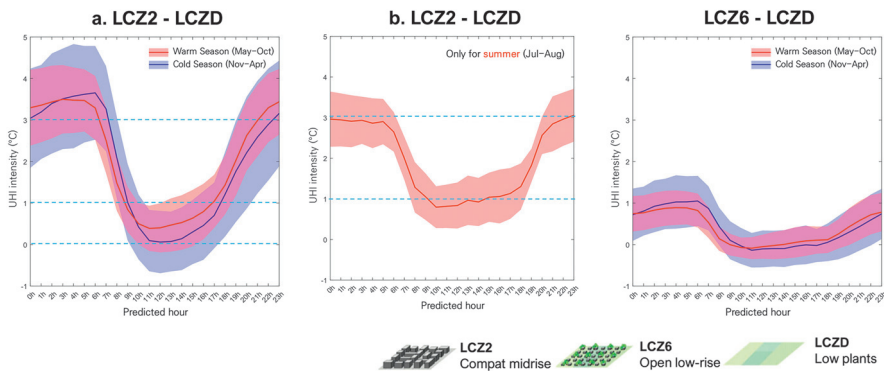 a. LCZ2 - LCZD
UHI intensity (°C)
5
4
3
2
1
0
-1
Warm Season (May-Oct)
Cold Season (Nov-Apr)
0h 1h 2h 3h 4h 5h 6h 7h 8h 9h 10h 11h 12h 13h 14h 15h 16h 17h 18h 19h 20h 21h 22h 23h
Predicted hour
b. LCZ2 - LCZD
UHI intensity (°C)
5
4
3
2
1
0
-1
Only for summer (Jul-Aug)
0h 1h 2h 3h 4h 5h 6h 7h 8h 9h 10h 11h 12h 13h 14h 15h 16h 17h 18h 19h 20h 21h 22h 23h
Predicted hour
LCZ6 - LCZD
UHI intensity (°C)
5
4
3
2
1
0
-1
Warm Season (May-Oct)
Cold Season (Nov-Apr)
0h 1h 2h 3h 4h 5h 6h 7h 8h 9h 10h 11h 12h 13h 14h 15h 16h 17h 18h 19h 20h 21h 22h 23h
Predicted hour
LCZ2
Compat midrise
LCZ6
Open low-rise
LCZD
Low plants